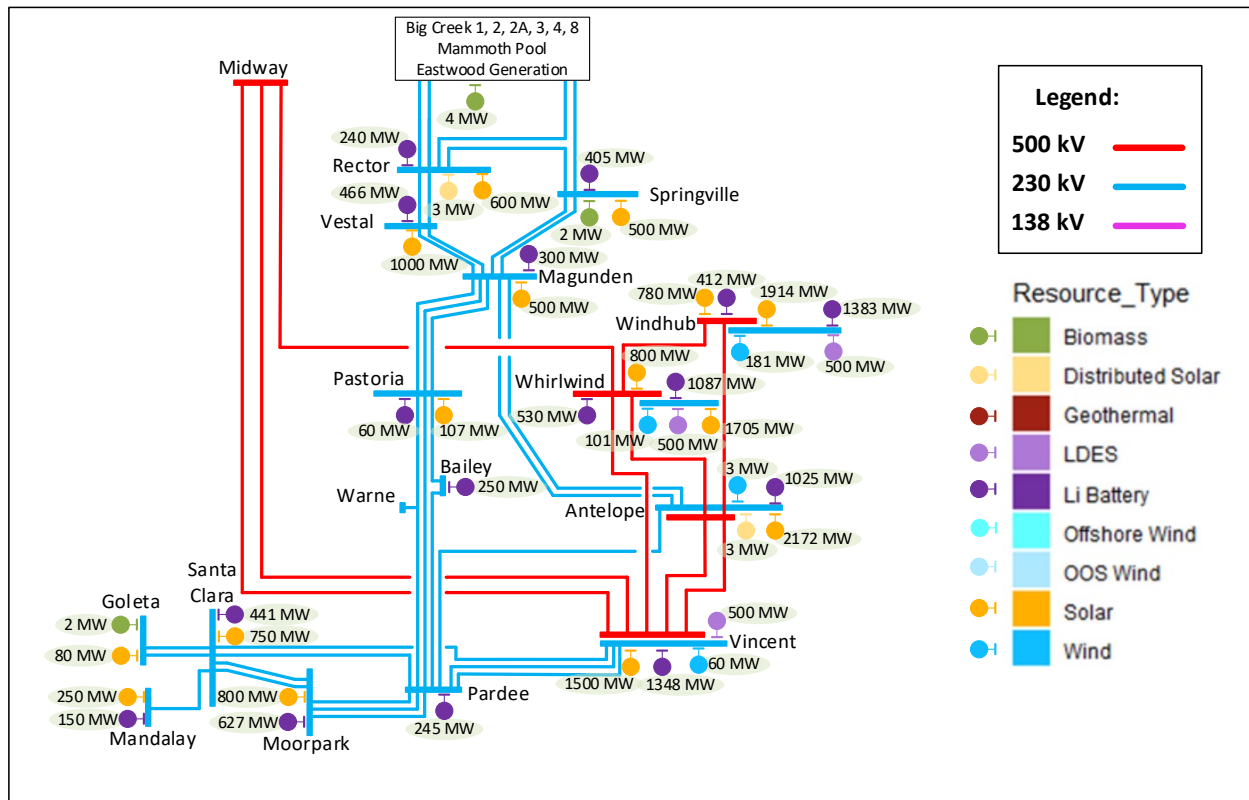 Big Creek 1, 2, 2A, 3, 4, 8
Mammoth Pool
Eastwood Generation
Midway
4 MW
240 MW
Rector
405 MW
Springville
466 MW
Vestal
3 MW
600 MW
2 MW
500 MW
1000 MW
300 MW
Magunden
500 MW
412 MW
780 MW
1914 MW
1383 MW
Windhub
181 MW
500 MW
800 MW
Pastoria
Whirlwind
1087 MW
530 MW
60 MW
107 MW
101 MW
500 MW
1705 MW
Bailey
250 MW
Warne
3 MW
1025 MW
Antelope
3 MW
2172 MW
Santa
Clara
Goleta
441 MW
2 MW
750 MW
80 MW
500 MW
Vincent
60 MW
1500 MW
1348 MW
250 MW
800 MW
Pardee
150 MW
627 MW
245 MW
Mandalay
Moorpark
Legend:
500 kV
230 kV
138 kV
Resource_Type
Biomass
Distributed Solar
Geothermal
LDES
Li Battery
Offshore Wind
OOS Wind
Solar
Wind